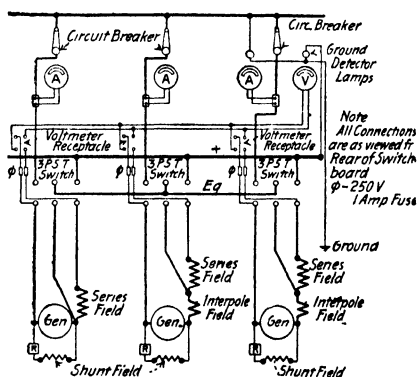 Circuit Breaker
Circ. Breaker
Ground
Detector
Lamps
A
A
A
V
Note
All Connections
are as viewed fr
Rear of Switch
board
φ-250 V
1 Amp Fuse
Voltmeter
Receptacle
Voltmeter
Receptacle
+
φ
3.P.S.T
Switch
φ
3.P.S.T
Switch
φ
3.P.S.T
Switch
Eq
Ground
Series
Field
Series
Field
Series
Field
Interpole
Field
Interpole
Field
Gen
Gen
Gen
R
R
R
Shunt Field
Shunt Field